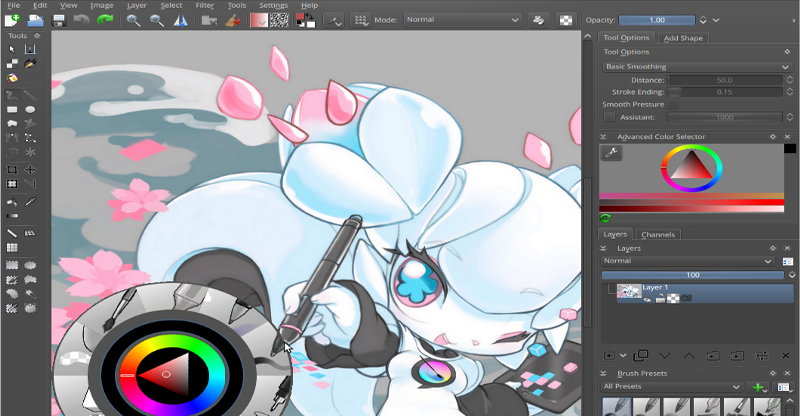 File Edit View Image Layer Select Filter Tools Settings Help
Mode: Normal
Opacity: 1.00
Tools
Tool Options Add Shape
Tool Options
Basic Smoothing
Distance: 50.0
Stroke Ending: 0.15
Smooth Pressure
Assistant: 1000
Advanced Color Selector
Layers Channels
Layers
Normal
100
Layer 1
Brush Presets
All Presets